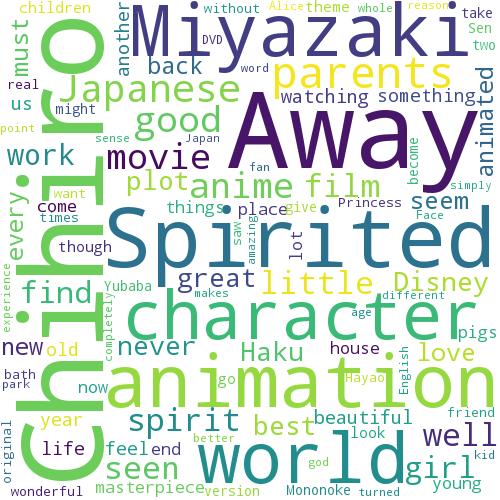 children
without
Alice
theme
take
Sen
two
must
another
Miyazaki
DVD
whole
reason
back
word
parents
real
us
might
Japanese
good
watching
something
animated
point
sense
Japan
Away
work
movie
become
fan
simply
plot
anime
film
seem
want
come
times
every.
things
place
give
Princess
Face
though
Spirited
was
amazing
lot
Chihiro
experience
find
Yubaba
great
little
Disney
makes
different
completely
character
age
pigs
new
old
never
Haku
house
love
English
bath
park
now
animation
go
Hayao
year
spirit
best
beautiful
friend
original
life
feel
end
look
well
better
kid
seen
world
god
girl
wonderful
masterpiece
version
Mononoke
turned
young